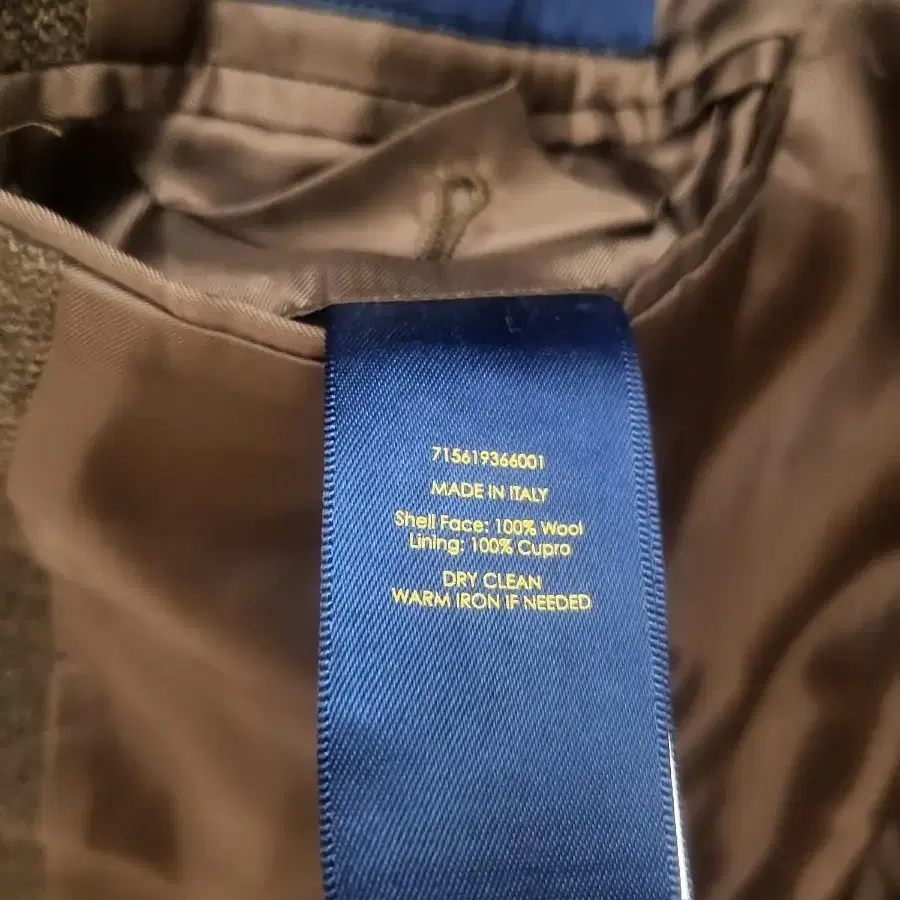 715619366001
MADE IN ITALY
Shell Face: 100% Wool
Lining: 100% Cupro
DRY CLEAN
WARM IRON IF NEEDED